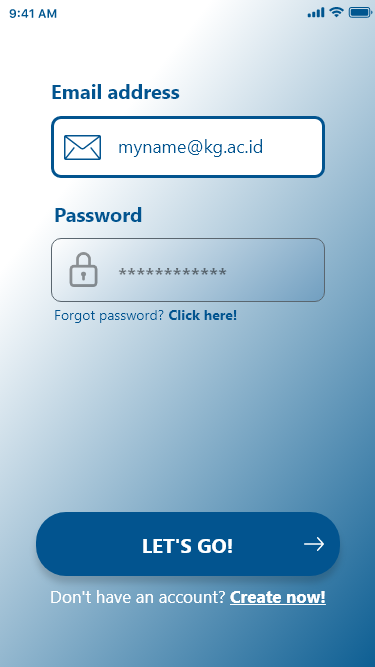 9:41 AM
Email address
myname@kg.ac.id
Password
************
Forgot password? Click here!
LET'S GO!
Don't have an account? Create now!